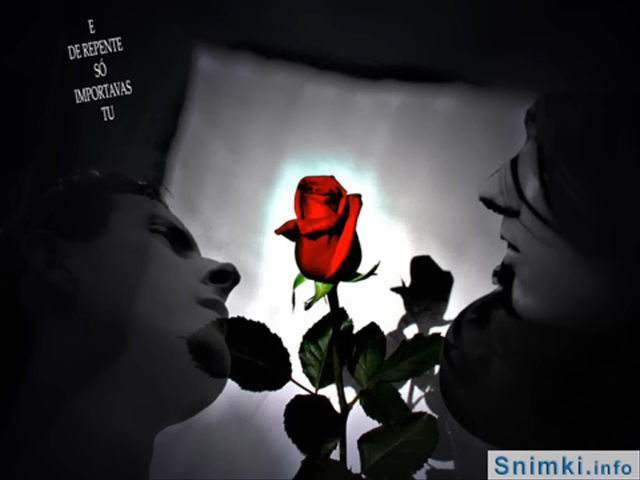 E
DE REPENTE
SÓ
IMPORTAVAS
TU
Snimki.info